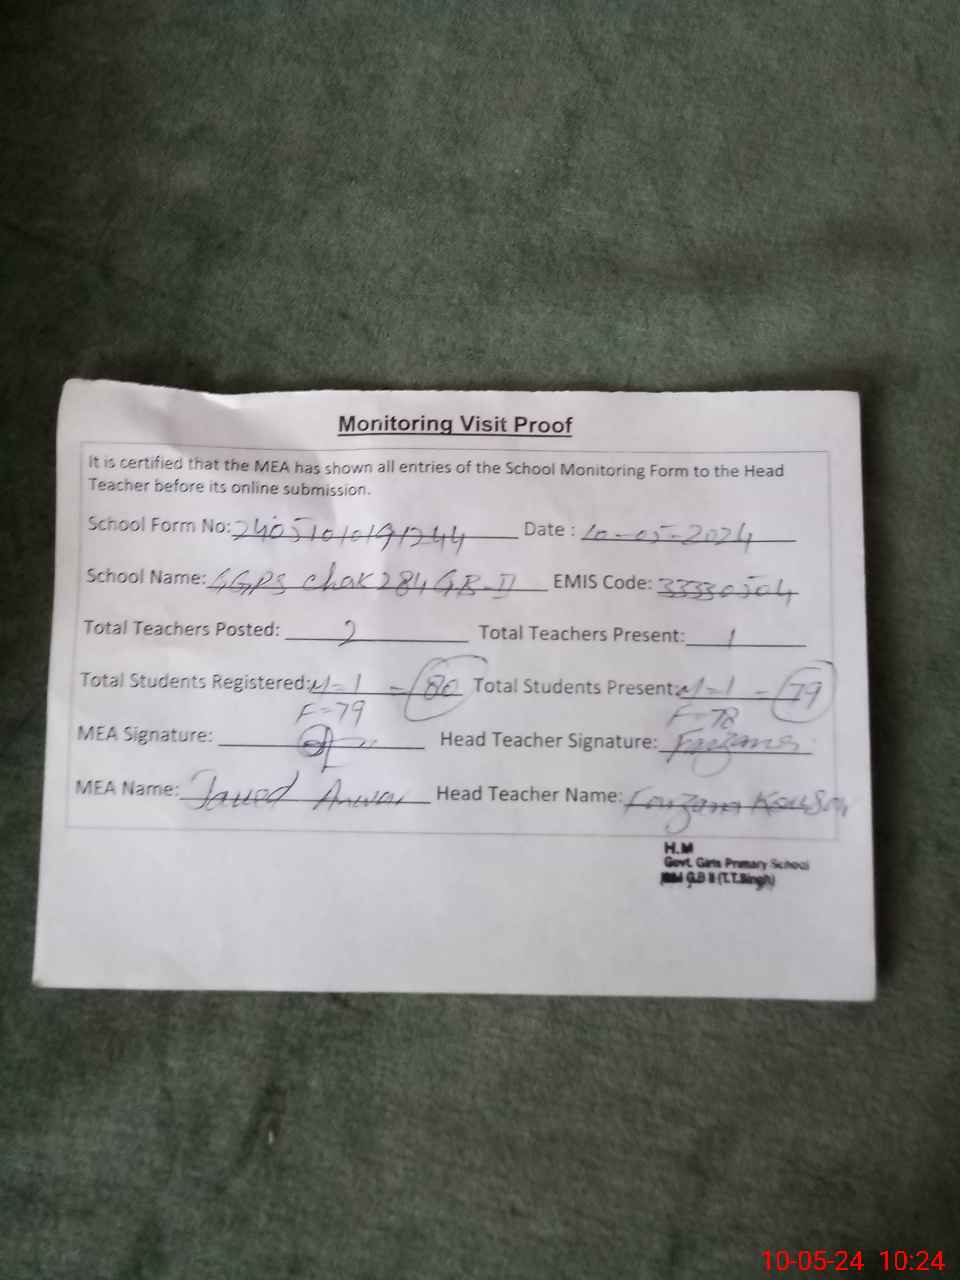 Monitoring Visit Proof
It is certified that the MEA has shown all entries of the School Monitoring Form to the Head
Teacher before its online submission.
School Form No: 24051010191244 Date : 10-05-2024
School Name: GGPS Chak 284 GB-II EMIS Code: 33330504
Total Teachers Posted: 2 Total Teachers Present: 1
Total Students Registered: M=1 - 80 Total Students Present: M=1 - 79
F=79 F=78
MEA Signature: Head Teacher Signature: Fouzana
MEA Name: Javed Anwar Head Teacher Name: Fouzana Kousar
H.M
Govt. Girls Primary School
G.B II (T.T.Singh)
10-05-24 10:24